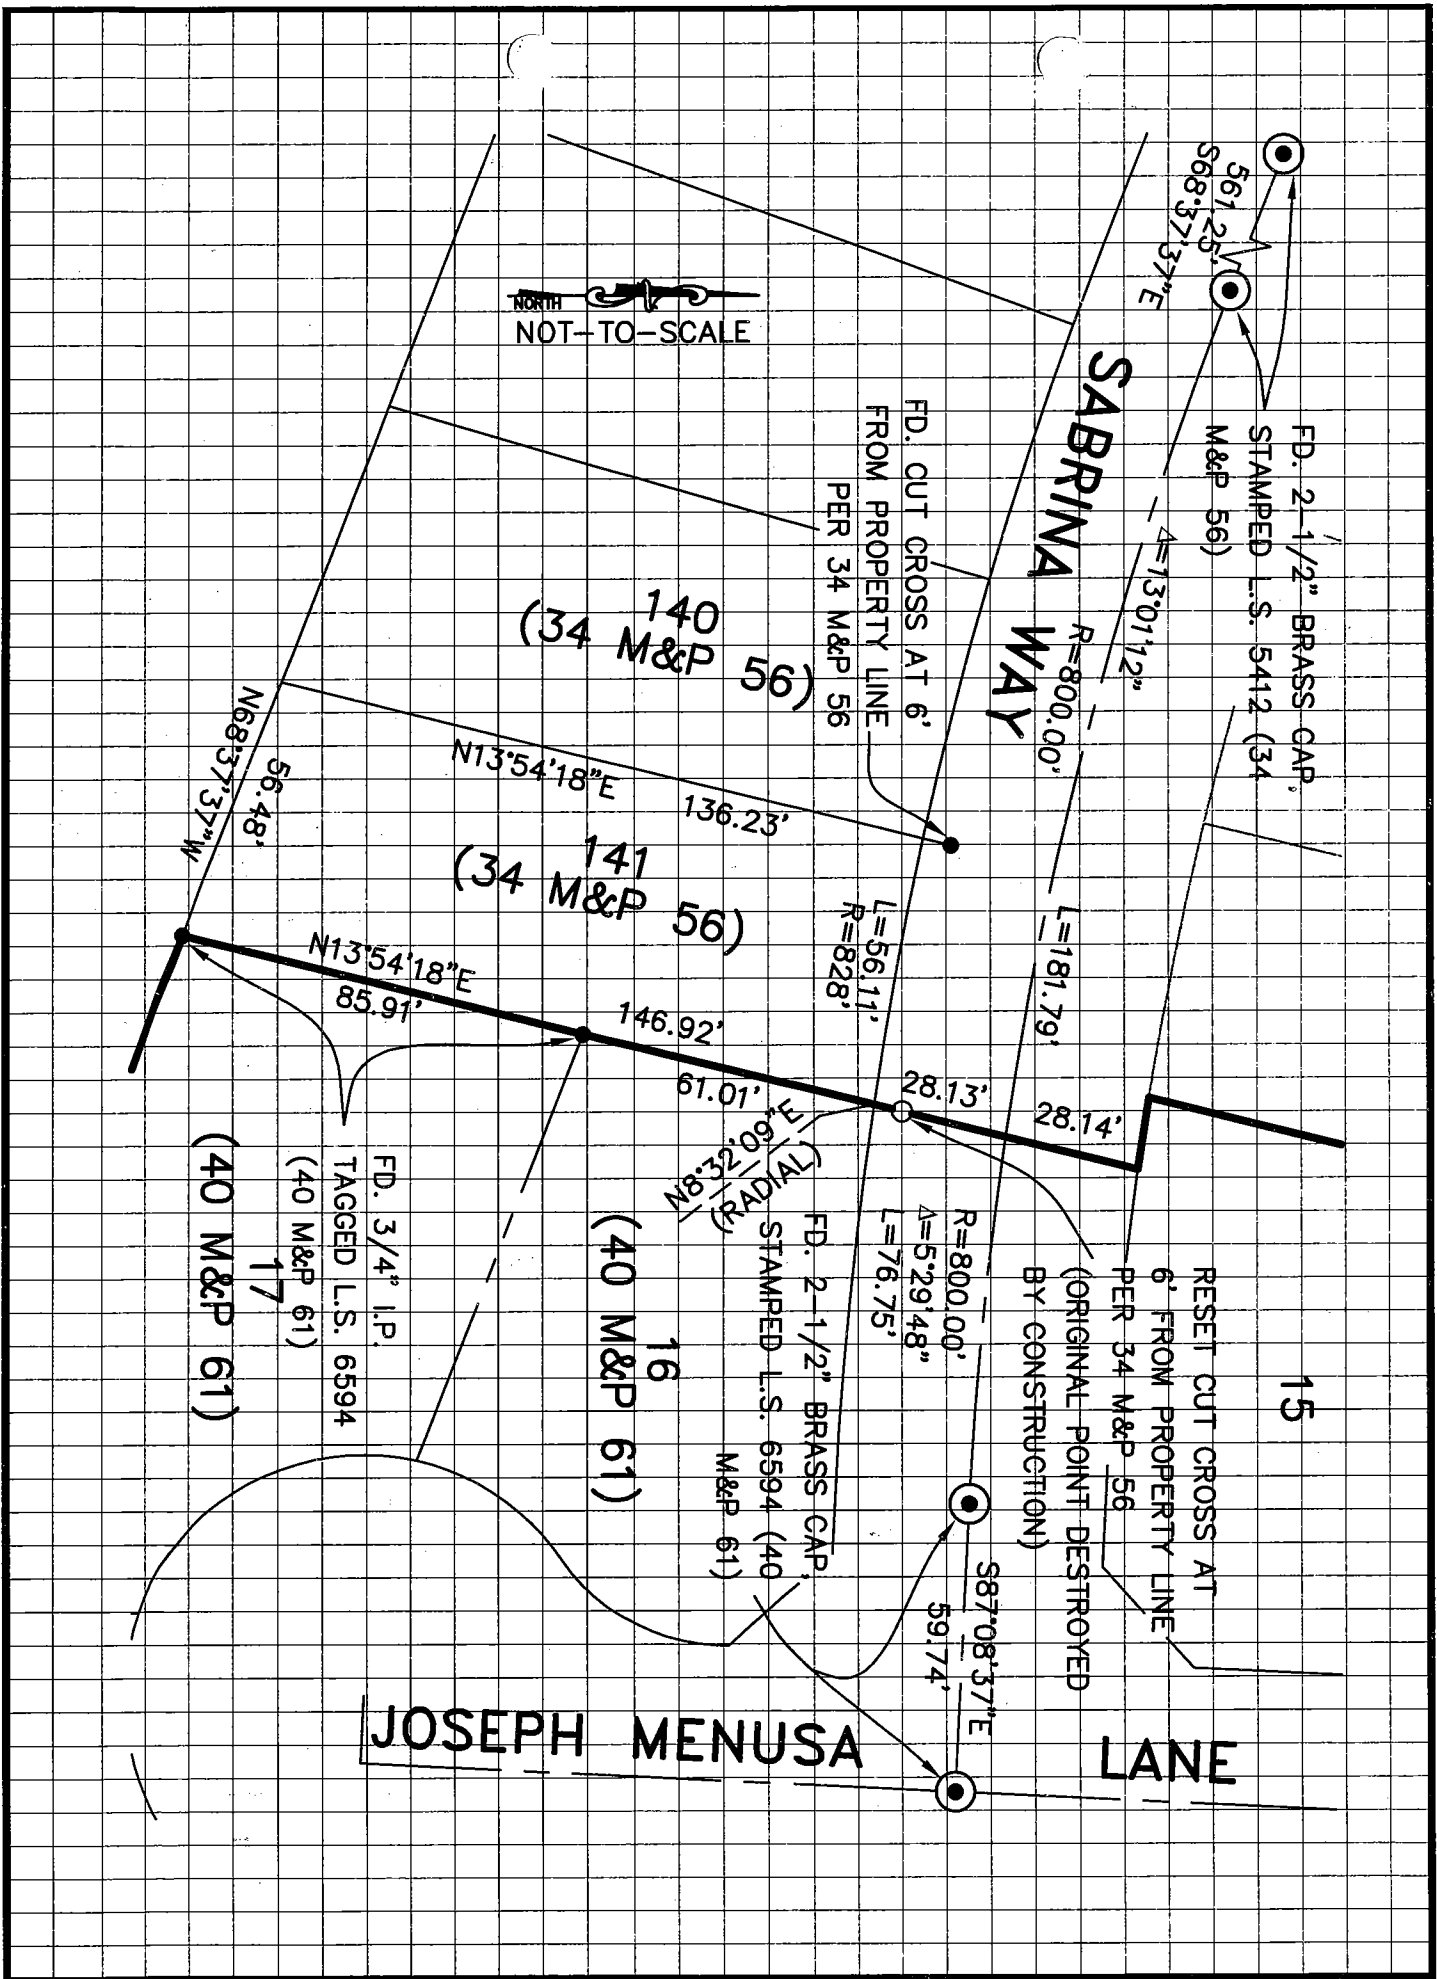 561.25'
S68°37'37"E
FD. 2-1/2" BRASS CAP,
STAMPED L.S. 5412 (34
M&P 56)
SABRINA WAY
Δ=13°01'12"
R=800.00'
L=181.79'
NORTH
NOT-TO-SCALE
FD. CUT CROSS AT 6'
FROM PROPERTY LINE
PER 34 M&P 56
140
(34 M&P 56)
N13°54'18"E
136.23'
141
(34 M&P 56)
56.48'
N68°37'37"W
L=56.11'
R=828'
N13°54'18"E
85.91'
146.92'
61.01'
28.13'
28.14'
N8°32'09"E
(RADIAL)
15
RESET CUT CROSS AT
6' FROM PROPERTY LINE
PER 34 M&P 56
(ORIGINAL POINT DESTROYED
BY CONSTRUCTION)
R=800.00'
Δ=5°29'48"
L=76.75'
FD. 2-1/2" BRASS CAP,
STAMPED L.S. 6594 (40
M&P 61)
16
(40 M&P 61)
FD. 3/4" I.P.
TAGGED L.S. 6594
(40 M&P 61)
17
(40 M&P 61)
S87°08'37"E
59.74'
JOSEPH MENUSA LANE